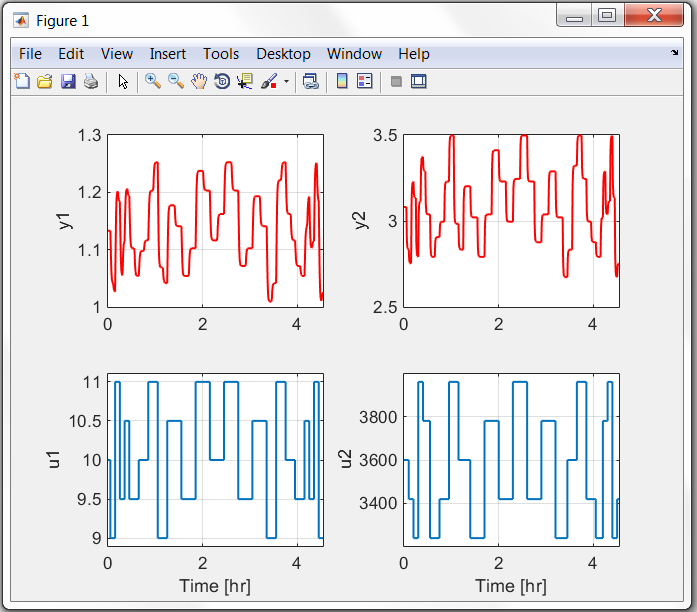 Figure 1
File Edit View Insert Tools Desktop Window Help
1.3
1.2
1.1
1
y1
0 2 4
3.5
3
2.5
y2
0 2 4
11
10.5
10
9.5
9
u1
0 2 4
Time [hr]
3800
3600
3400
u2
0 2 4
Time [hr]